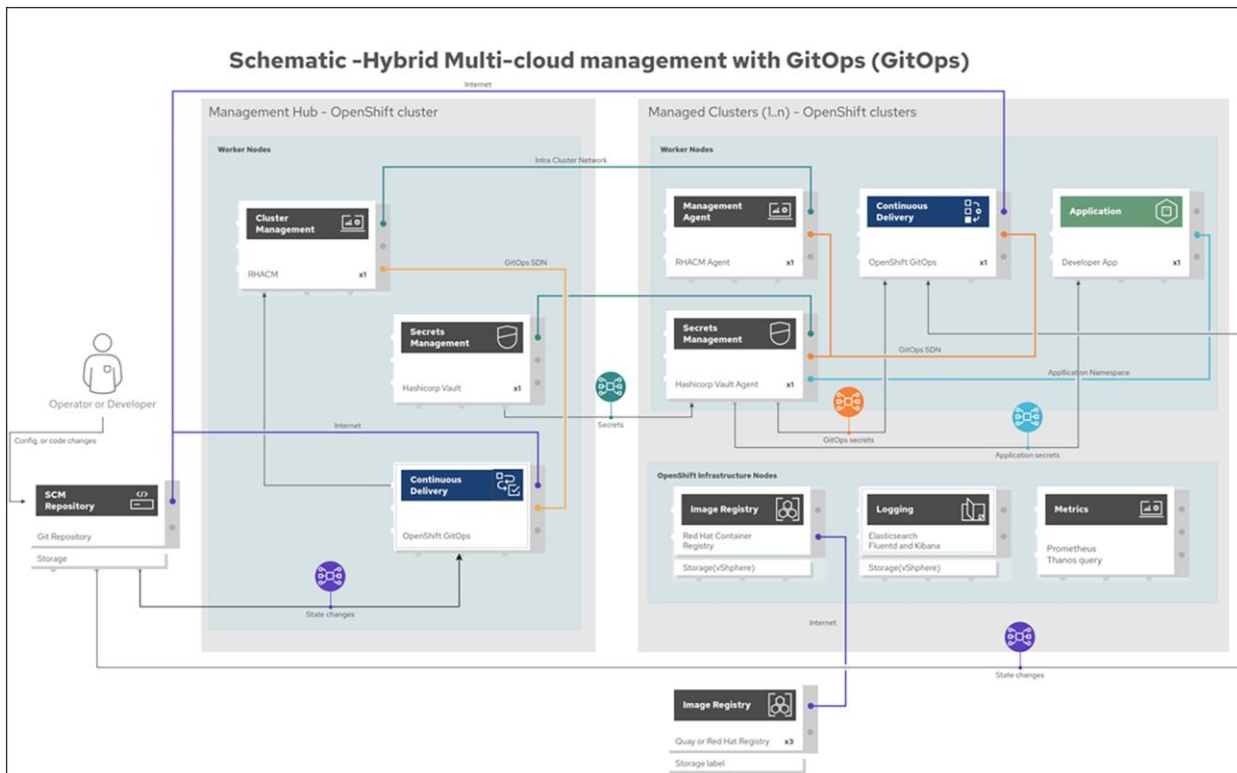 Schematic -Hybrid Multi-cloud management with GitOps (GitOps)
Internet
Management Hub - OpenShift cluster
Worker Nodes
Cluster
Management
RHACM
x1
Intra Cluster Network
GitOps SDN
Secrets
Management
Hashicorp Vault
x1
Secrets
Internet
Continuous
Delivery
OpenShift GitOps
State changes
Operator or Developer
Config. or code changes
SCM
Repository
Git Repository
Storage
Managed Clusters (1..n) - OpenShift clusters
Worker Nodes
Management
Agent
RHACM Agent
x1
Continuous
Delivery
OpenShift GitOps
x1
Application
Developer App
x1
Secrets
Management
Hashicorp Vault Agent
x1
GitOps SDN
Appllication Namespace
GitOps secrets
Application secrets
OpenShift Infrastructure Nodes
Image Registry
Red Hat Container
Registry
Storage(vShphere)
Logging
Elasticsearch
Fluentd and Kibana
Storage(vShphere)
Metrics
Prometheus
Thanos query
Internet
State changes
Image Registry
Quay or Red Hat Registry
x3
Storage label